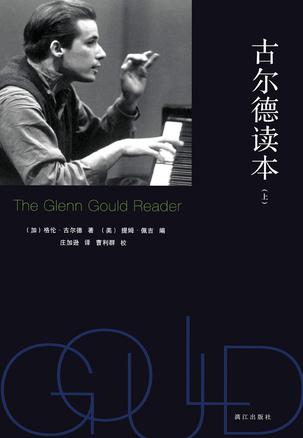 古尔德读本
（上）
The Glenn Gould Reader
（加）格伦·古尔德 著 （美）提姆·佩吉 编
庄加逊 译 曹利群 校
GOULD
漓江出版社